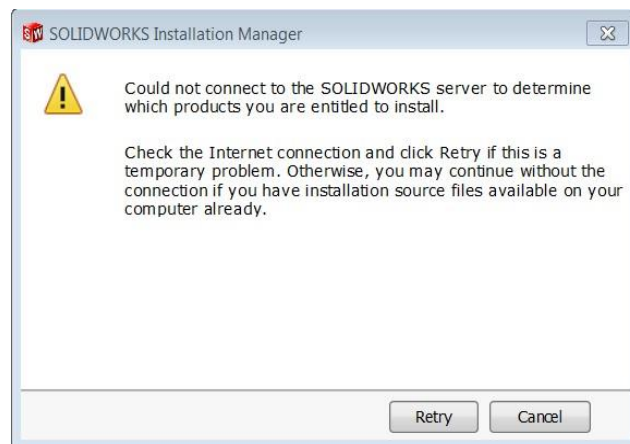 SW SOLIDWORKS Installation Manager
Could not connect to the SOLIDWORKS server to determine
which products you are entitled to install.
Check the Internet connection and click Retry if this is a
temporary problem. Otherwise, you may continue without the
connection if you have installation source files available on your
computer already.
Retry Cancel